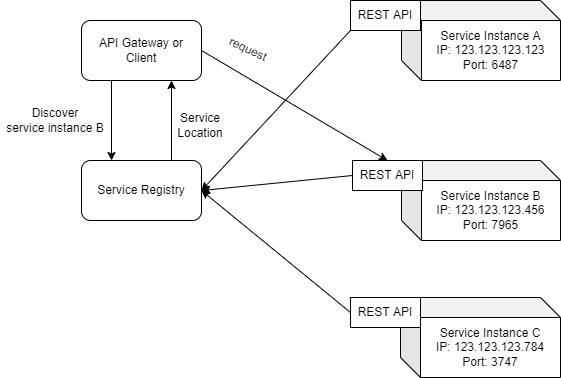 REST API
Service Instance A
IP: 123.123.123.123
Port: 6487
API Gateway or
Client
request
Discover
service instance B
Service
Location
REST API
Service Instance B
IP: 123.123.123.456
Port: 7965
Service Registry
REST API
Service Instance C
IP: 123.123.123.784
Port: 3747